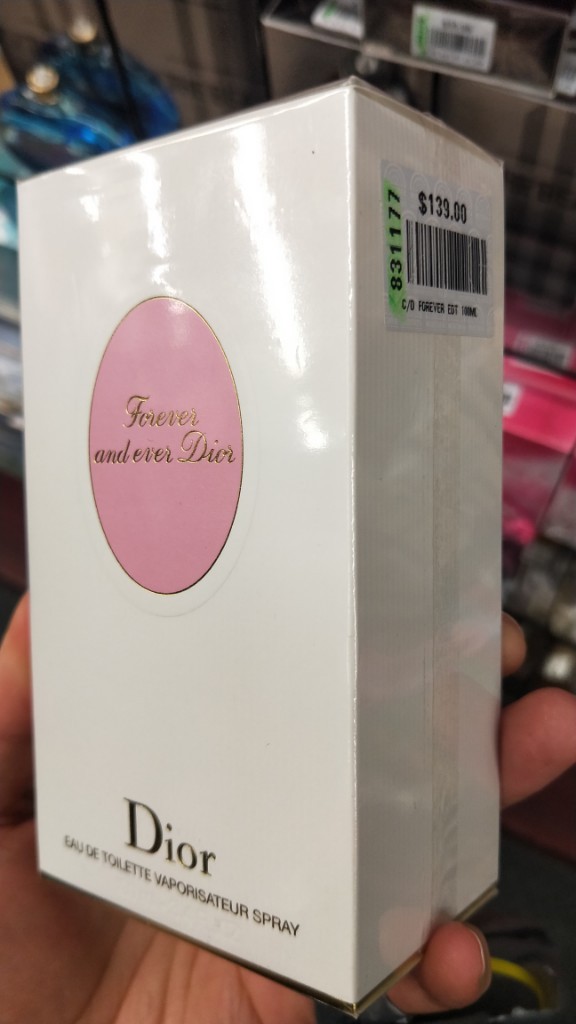 $139.00
831177
C/D FOREVER EDT 100ML
Forever
and ever Dior
Dior
EAU DE TOILETTE VAPORISATEUR SPRAY